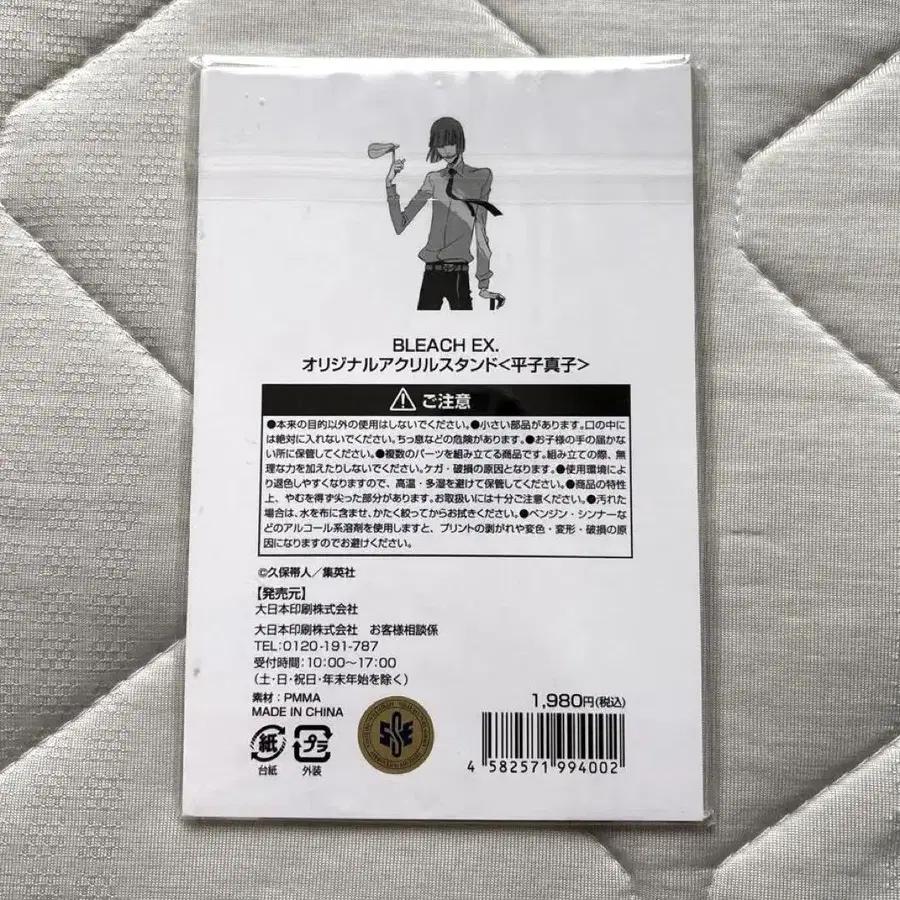 BLEACH EX.
オリジナルアクリルスタンド<平子真子>
ご注意
●本来の目的以外の使用はしないでください。●小さい部品があります。口の中に
は絶対に入れないでください。ちっ息などの危険があります。●お子様の手の届かな
い所に保管してください。●複数のパーツを組み立てる商品です。組み立ての際、無
理な力を加えたりしないでください。ケガ・破損の原因となります。●使用環境によ
り退色しやすくなりますので、高温・多湿を避けて保管してください。●商品の特性
上、やむを得ず尖った部分があります。お取扱いには十分ご注意ください。●汚れた
場合は、水を布に含ませ、かたく絞ってからお拭きください。●ベンジン・シンナーな
どのアルコール系溶剤を使用しますと、プリントの剥がれや変色・変形・破損の原
因になりますのでお避けください。
©久保帯人／集英社
【発売元】
大日本印刷株式会社
大日本印刷株式会社 お客様相談係
TEL:0120-191-787
受付時間:10:00〜17:00
(土・日・祝日・年末年始を除く)
素材:PMMA
MADE IN CHINA
1,980円(税込)
紙
台紙
プラ
外装
SSE
4 582571 994002